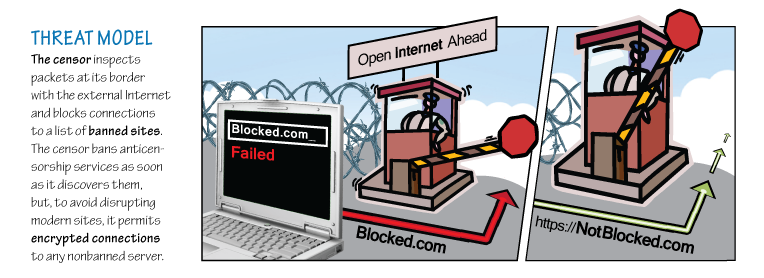 THREAT MODEL
The censor inspects
packets at its border
with the external Internet
and blocks connections
to a list of banned sites.
The censor bans anticen-
sorship services as soon
as it discovers them,
but, to avoid disrupting
modern sites, it permits
encrypted connections
to any nonbanned server.
Open Internet Ahead
Blocked.com_
Failed
Blocked.com
https://NotBlocked.com